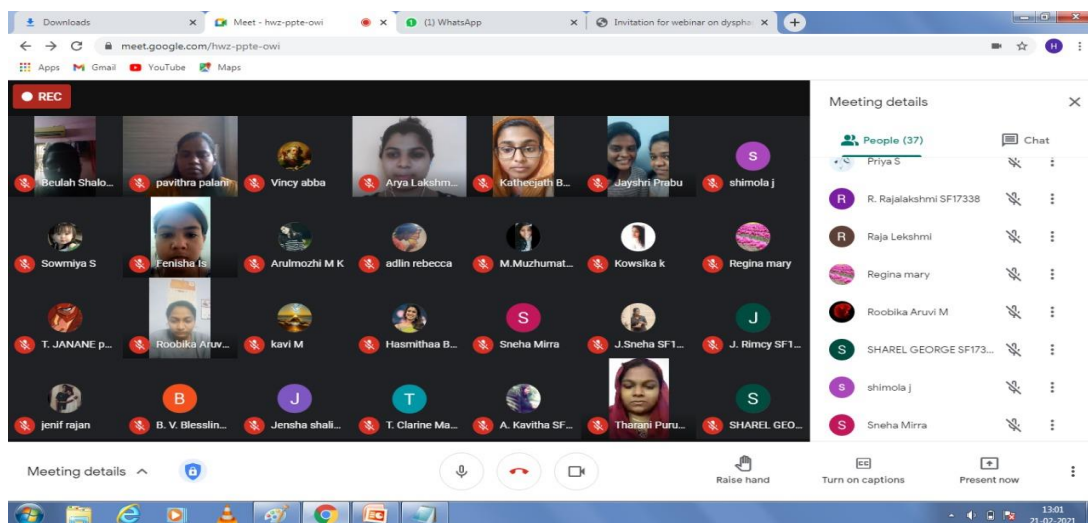 Downloads
Meet - hwz-ppte-owi
(1) WhatsApp
Invitation for webinar on dyspha
meet.google.com/hwz-ppte-owi
H
Apps Gmail YouTube Maps
REC
Beulah Shalo... pavithra palani Vincy abba Arya Lakshm... Katheejath B... Jayshri Prabu S shimola j
Sowmiya S Fenisha Is Arulmozhi M K adlin rebecca M.Muzhumat... Kowsika k Regina mary
T. JANANE p... Roobika Aruv... kavi M Hasmithaa B... S Sneha Mirra J.Sneha SF1... J J. Rimcy SF1...
jenif rajan B B. V. Blesslin... J Jensha shali... T T. Clarine Ma... A. Kavitha SF... Tharani Puru... S SHAREL GEO...
Meeting details
People (37) Chat
Priya S
R R. Rajalakshmi SF17338
R Raja Lekshmi
Regina mary
Roobika Aruvi M
S SHAREL GEORGE SF173...
s shimola j
S Sneha Mirra
Meeting details
Raise hand
CC Turn on captions
Present now
13:01
21-02-2021